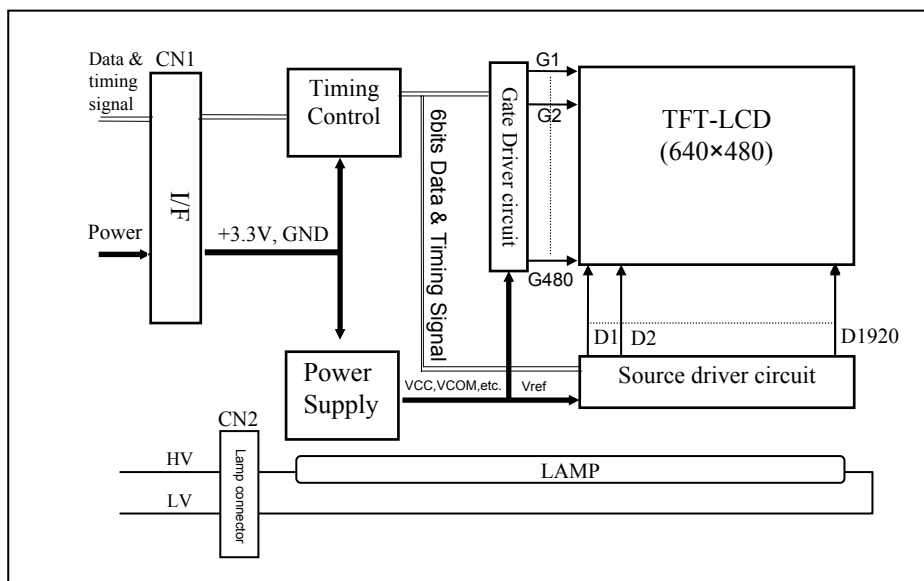 Data &
timing
signal
CN1
I/F
Power
+3.3V, GND
Timing
Control
6bits Data & Timing Signal
Gate Driver circuit
G1
G2
G480
TFT-LCD
(640×480)
D1
D2
D1920
Source driver circuit
Power
Supply
VCC,VCOM,etc.
Vref
CN2
Lamp connector
HV
LV
LAMP